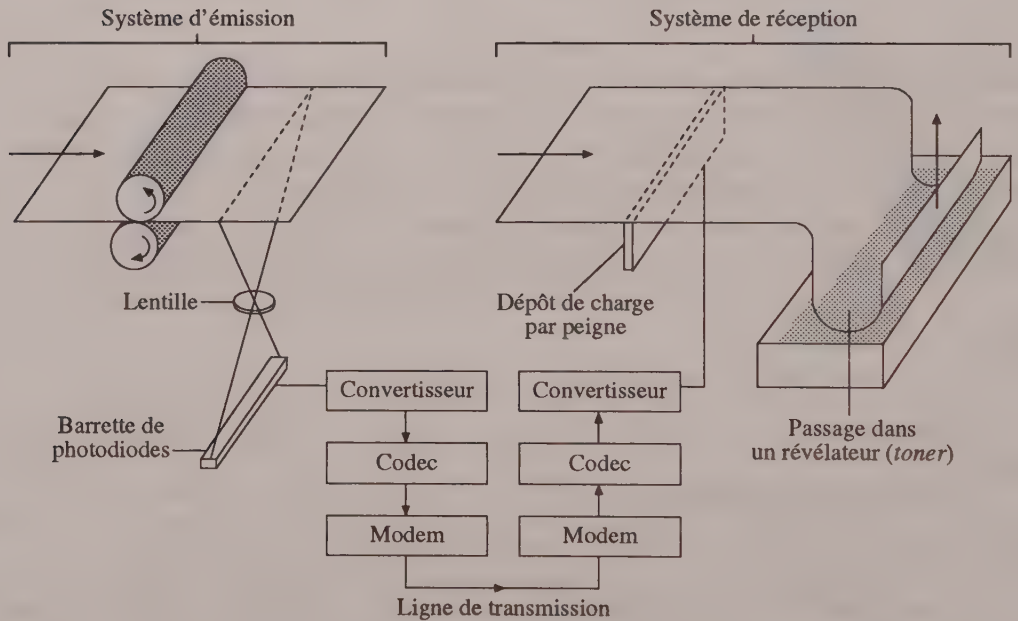 Système d'émission
Système de réception
Lentille
Dépôt de charge
par peigne
Barrette de
photodiodes
Convertisseur
Convertisseur
Passage dans
un révélateur (toner)
Codec
Codec
Modem
Modem
Ligne de transmission